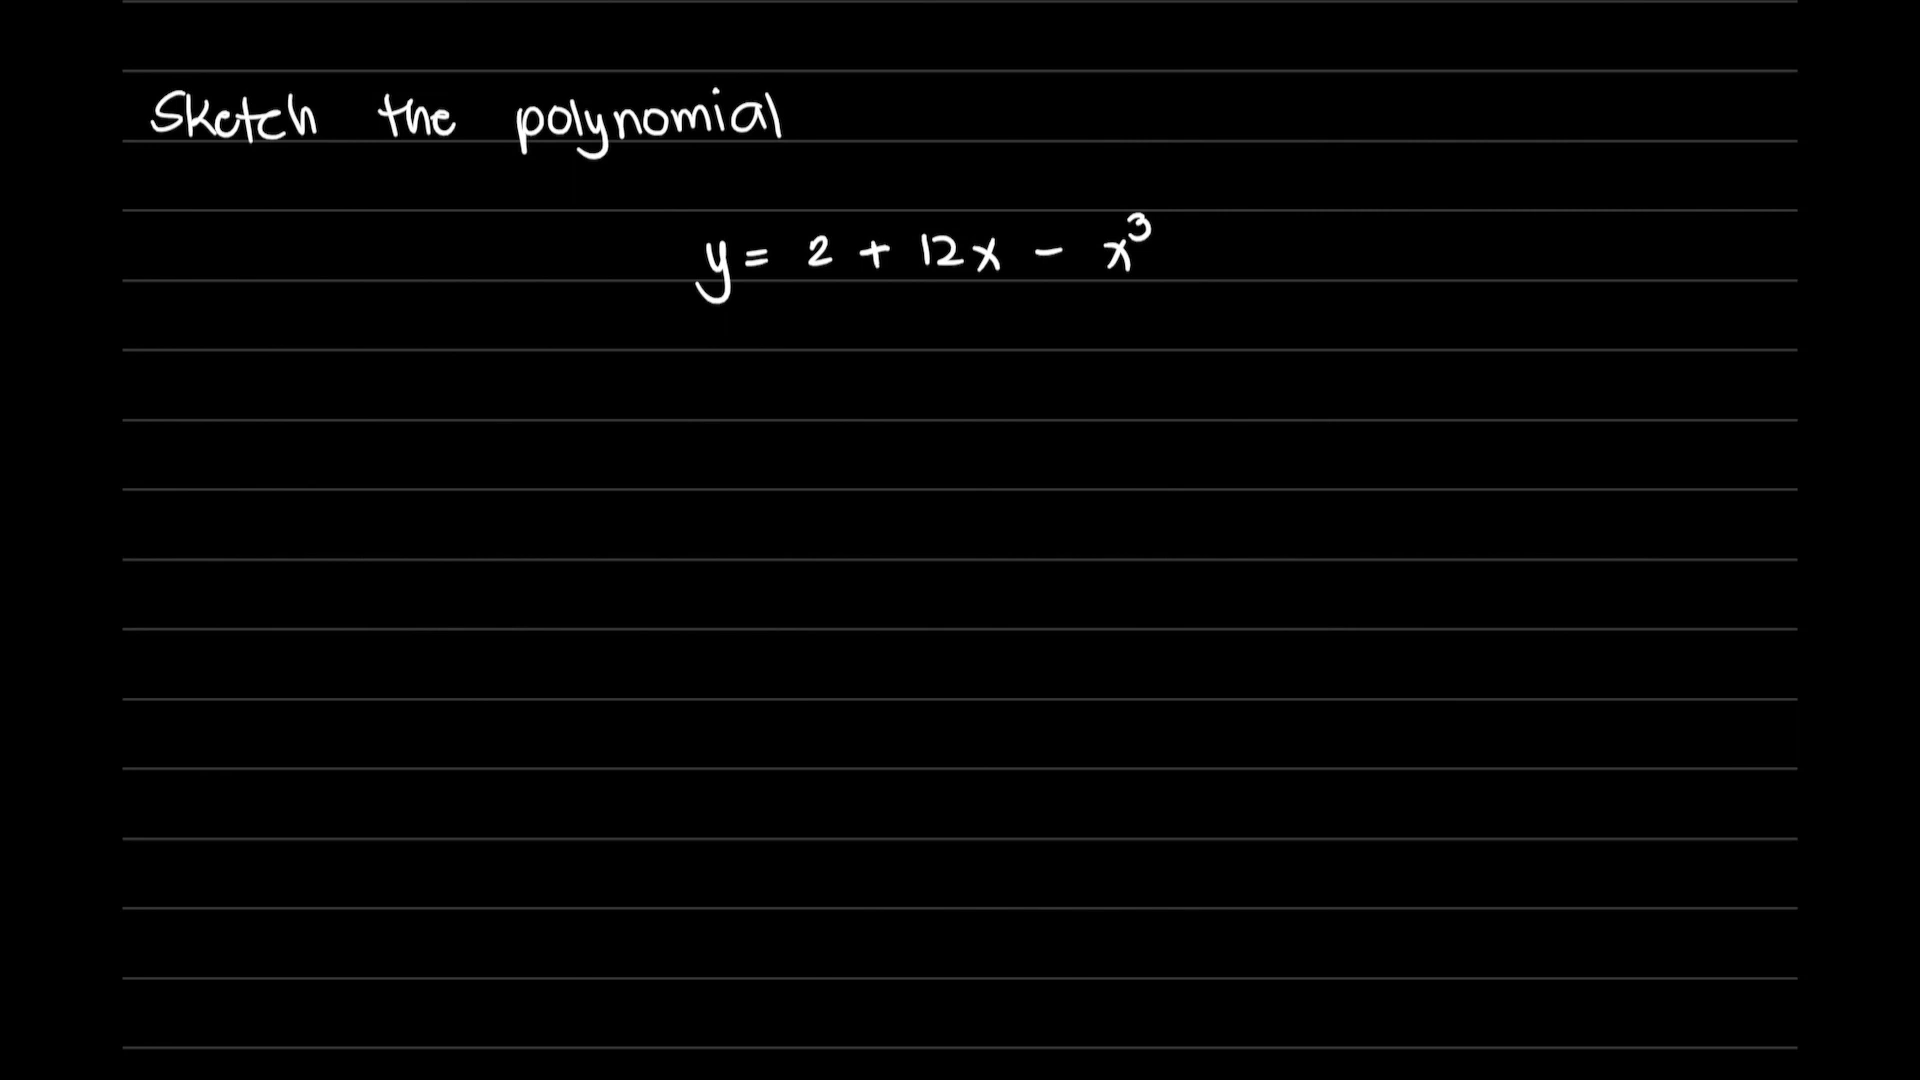 Sketch the polynomial
y = 2 + 12x - x³